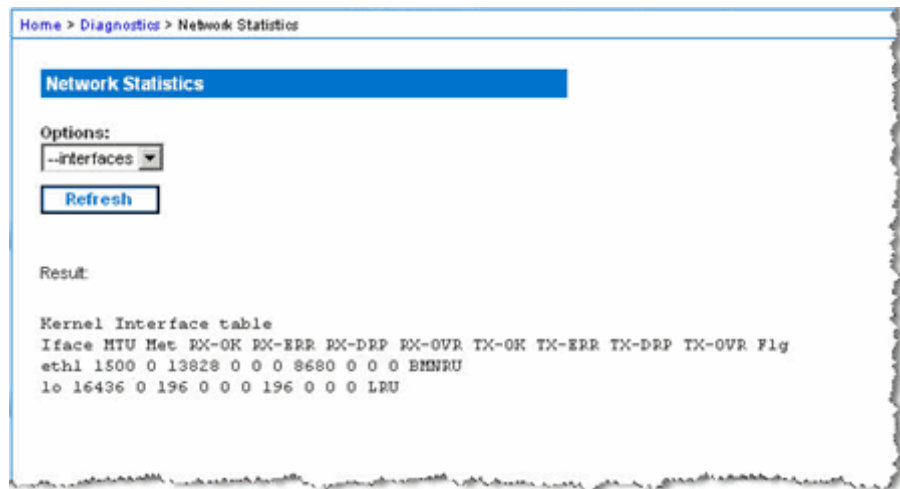 Home > Diagnostics > Network Statistics
Network Statistics
Options:
--interfaces
Refresh
Result:
Kernel Interface table
Iface MTU Met RX-OK RX-ERR RX-DRP RX-OVR TX-OK TX-ERR TX-DRP TX-OVR Flg
eth1 1500 0 13828 0 0 0 8680 0 0 0 BMNRU
lo 16436 0 196 0 0 0 196 0 0 0 LRU